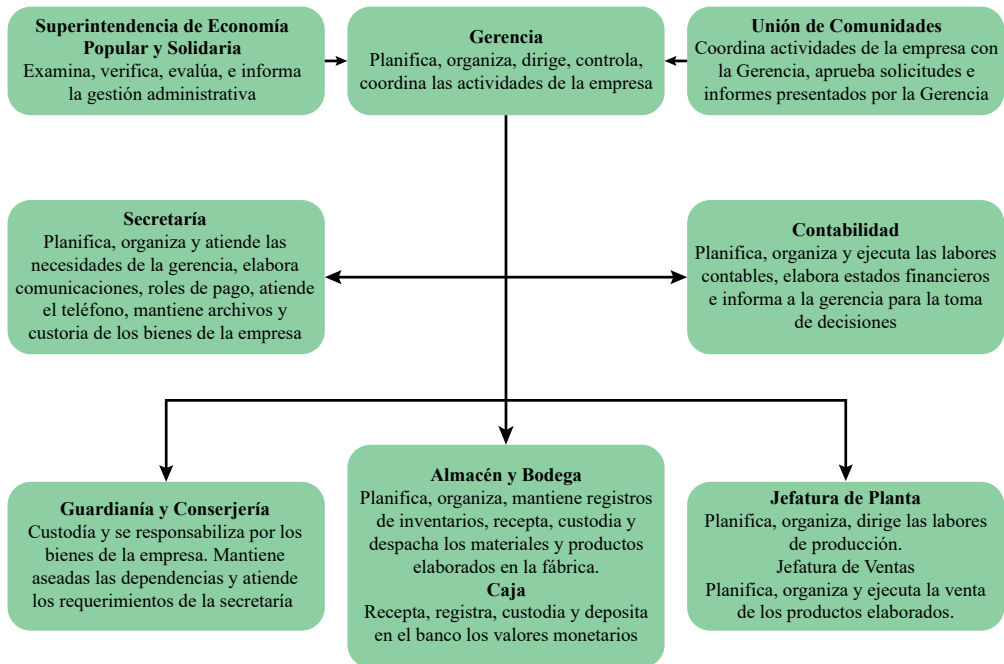 Superintendencia de Economía
Popular y Solidaria
Examina, verifica, evalúa, e informa
la gestión administrativa
Gerencia
Planifica, organiza, dirige, controla,
coordina las actividades de la empresa
Unión de Comunidades
Coordina actividades de la empresa con
la Gerencia, aprueba solicitudes e
informes presentados por la Gerencia
Secretaría
Planifica, organiza y atiende las
necesidades de la gerencia, elabora
comunicaciones, roles de pago, atiende
el teléfono, mantiene archivos y
custoria de los bienes de la empresa
Contabilidad
Planifica, organiza y ejecuta las labores
contables, elabora estados financieros
e informa a la gerencia para la toma
de decisiones
Guardianía y Conserjería
Custodía y se responsabiliza por los
bienes de la empresa. Mantiene
aseadas las dependencias y atiende
los requerimientos de la secretaría
Almacén y Bodega
Planifica, organiza, mantiene registros
de inventarios, recepta, custodia y
despacha los materiales y productos
elaborados en la fábrica.
Caja
Recepta, registra, custodia y deposita
en el banco los valores monetarios
Jefatura de Planta
Planifica, organiza, dirige las labores
de producción.
Jefatura de Ventas
Planifica, organiza y ejecuta la venta
de los productos elaborados.